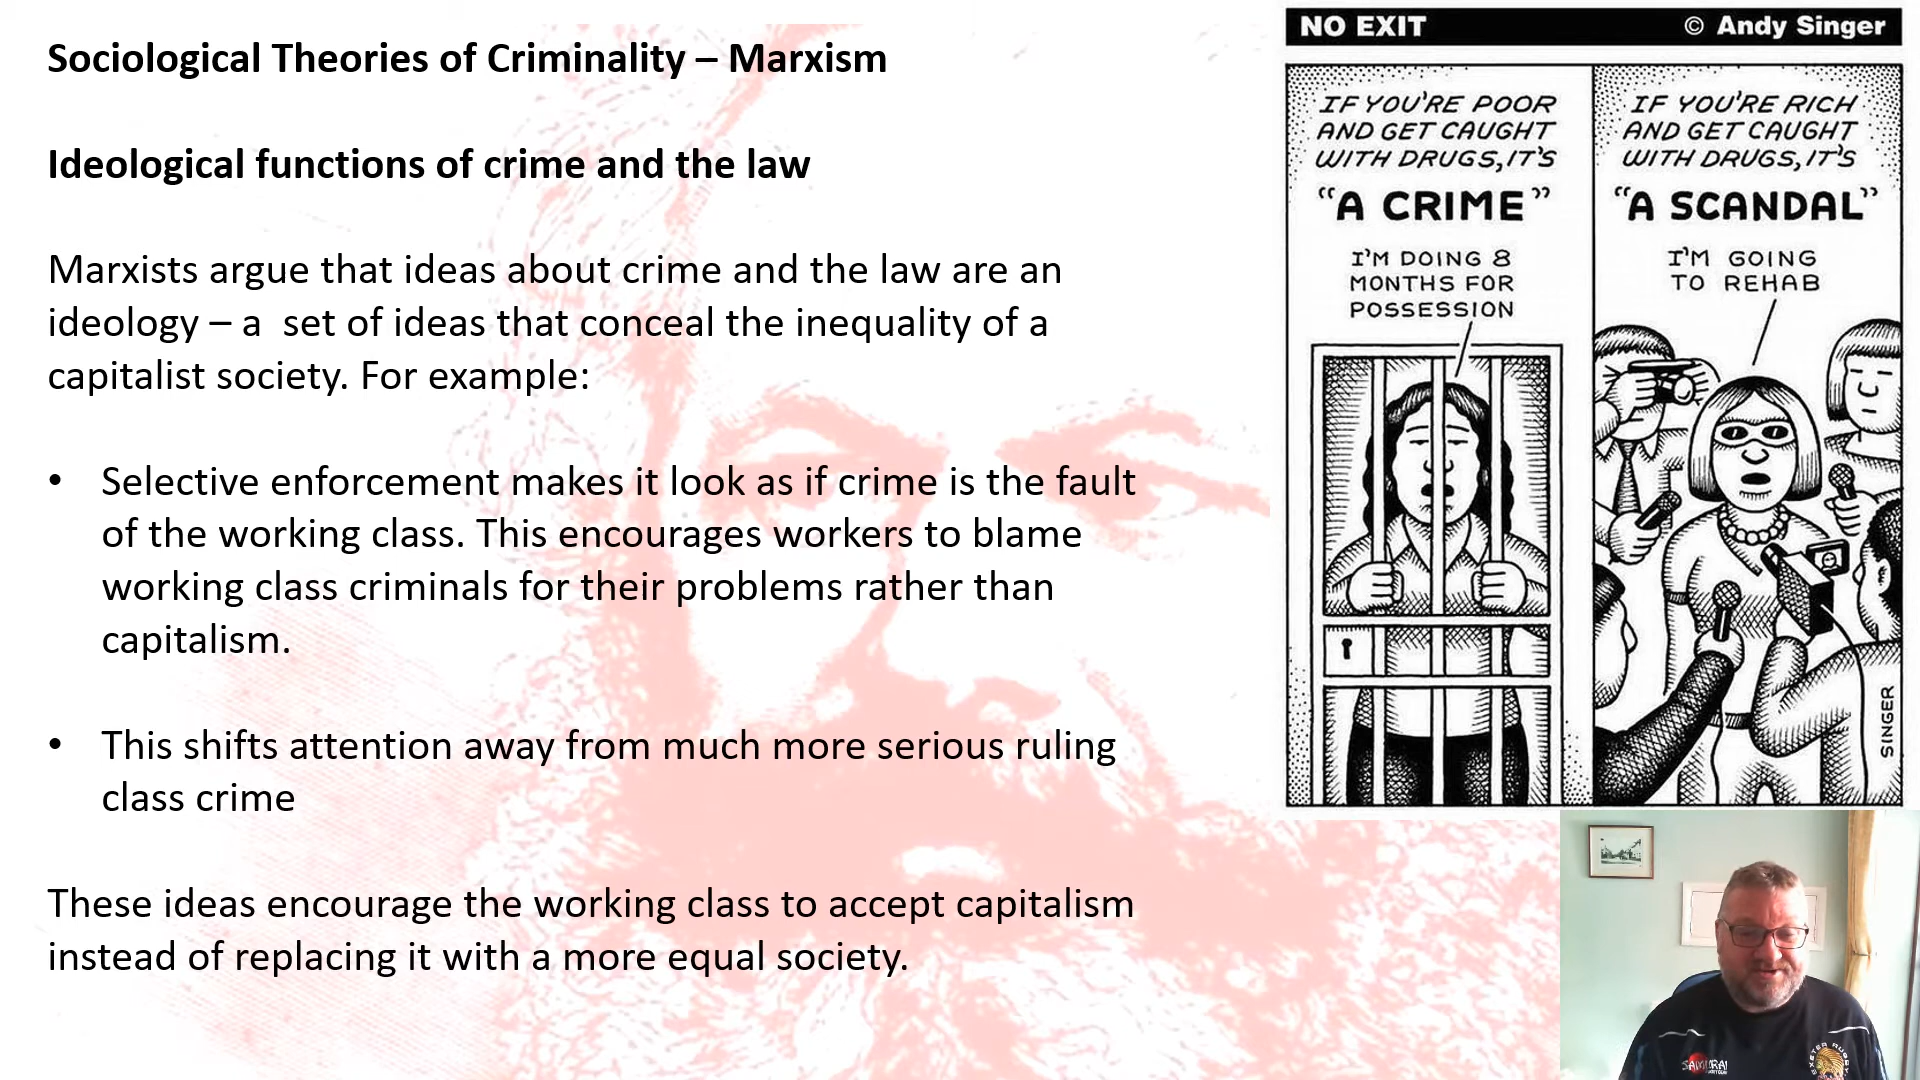 Sociological Theories of Criminality – Marxism
Ideological functions of crime and the law
Marxists argue that ideas about crime and the law are an
ideology – a  set of ideas that conceal the inequality of a
capitalist society. For example:
• Selective enforcement makes it look as if crime is the fault
of the working class. This encourages workers to blame
working class criminals for their problems rather than
capitalism.
• This shifts attention away from much more serious ruling
class crime
These ideas encourage the working class to accept capitalism
instead of replacing it with a more equal society.
NO EXIT
© Andy Singer
IF YOU'RE POOR
AND GET CAUGHT
WITH DRUGS, IT'S
"A CRIME"
I'M DOING 8
MONTHS FOR
POSSESSION
IF YOU'RE RICH
AND GET CAUGHT
WITH DRUGS, IT'S
"A SCANDAL"
I'M GOING
TO REHAB
SINGER
SAMURAI